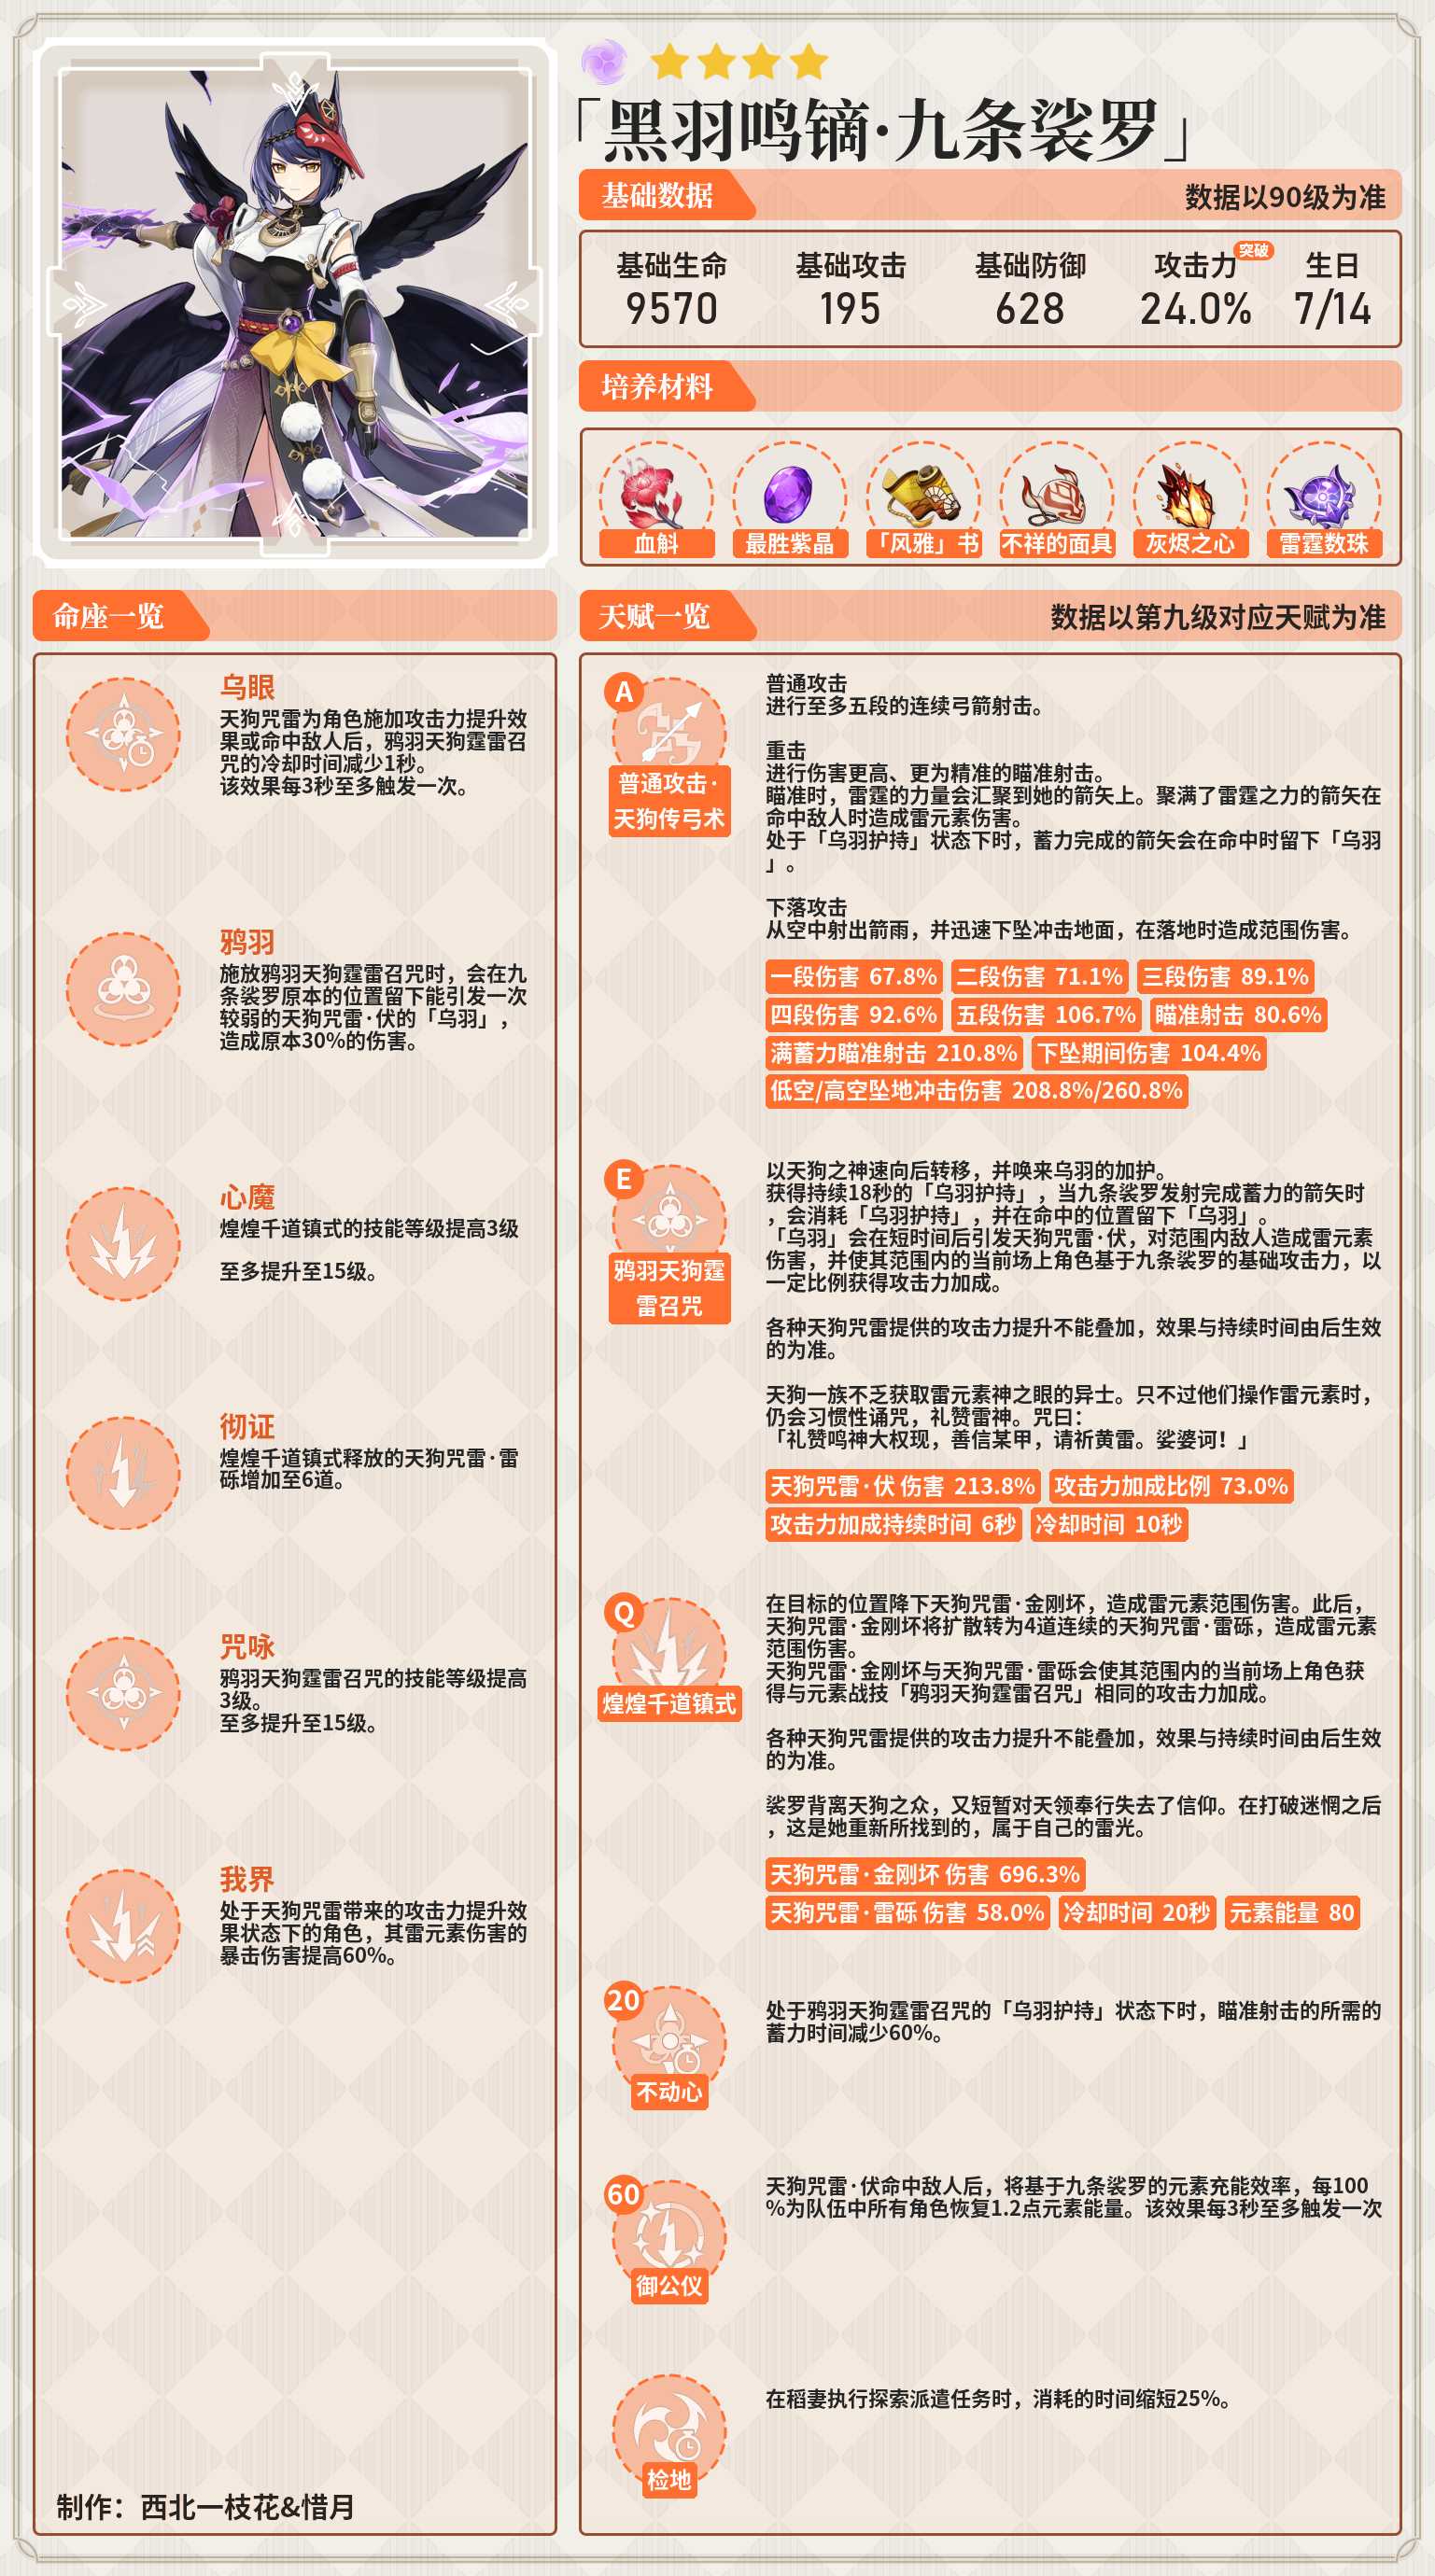 「黑羽鸣镝·九条裟罗」
基础数据
数据以90级为准
基础生命
9570
基础攻击
195
基础防御
628
攻击力
突破
24.0%
生日
7/14
培养材料
血斛
最胜紫晶
「风雅」书
不祥的面具
灰烬之心
雷霆数珠
命座一览
乌眼
天狗咒雷为角色施加攻击力提升效
果或命中敌人后，鸦羽天狗霆雷召
咒的冷却时间减少1秒。
该效果每3秒至多触发一次。
鸦羽
施放鸦羽天狗霆雷召咒时，会在九
条裟罗原本的位置留下能引发一次
较弱的天狗咒雷·伏的「乌羽」，
造成原本30%的伤害。
心魔
煌煌千道镇式的技能等级提高3级
至多提升至15级。
彻证
煌煌千道镇式释放的天狗咒雷·雷
砾增加至6道。
咒咏
鸦羽天狗霆雷召咒的技能等级提高
3级。
至多提升至15级。
我界
处于天狗咒雷带来的攻击力提升效
果状态下的角色，其雷元素伤害的
暴击伤害提高60%。
制作：西北一枝花&惜月
天赋一览
数据以第九级对应天赋为准
A
普通攻击·
天狗传弓术
普通攻击
进行至多五段的连续弓箭射击。
重击
进行伤害更高、更为精准的瞄准射击。
瞄准时，雷霆的力量会汇聚到她的箭矢上。聚满了雷霆之力的箭矢在
命中敌人时造成雷元素伤害。
处于「乌羽护持」状态下时，蓄力完成的箭矢会在命中时留下「乌羽
」。
下落攻击
从空中射出箭雨，并迅速下坠冲击地面，在落地时造成范围伤害。
一段伤害 67.8% 二段伤害 71.1% 三段伤害 89.1%
四段伤害 92.6% 五段伤害 106.7% 瞄准射击 80.6%
满蓄力瞄准射击 210.8% 下坠期间伤害 104.4%
低空/高空坠地冲击伤害 208.8%/260.8%
E
鸦羽天狗霆
雷召咒
以天狗之神速向后转移，并唤来乌羽的加护。
获得持续18秒的「乌羽护持」，当九条裟罗发射完成蓄力的箭矢时
，会消耗「乌羽护持」，并在命中的位置留下「乌羽」。
「乌羽」会在短时间后引发天狗咒雷·伏，对范围内敌人造成雷元素
伤害，并使其范围内的当前场上角色基于九条裟罗的基础攻击力，以
一定比例获得攻击力加成。
各种天狗咒雷提供的攻击力提升不能叠加，效果与持续时间由后生效
的为准。
天狗一族不乏获取雷元素神之眼的异士。只不过他们操作雷元素时，
仍会习惯性诵咒，礼赞雷神。咒曰：
「礼赞鸣神大权现，善信某甲，请祈黄雷。娑婆诃！」
天狗咒雷·伏 伤害 213.8% 攻击力加成比例 73.0%
攻击力加成持续时间 6秒 冷却时间 10秒
Q
煌煌千道镇式
在目标的位置降下天狗咒雷·金刚坏，造成雷元素范围伤害。此后，
天狗咒雷·金刚坏将扩散转为4道连续的天狗咒雷·雷砾，造成雷元素
范围伤害。
天狗咒雷·金刚坏与天狗咒雷·雷砾会使其范围内的当前场上角色获
得与元素战技「鸦羽天狗霆雷召咒」相同的攻击力加成。
各种天狗咒雷提供的攻击力提升不能叠加，效果与持续时间由后生效
的为准。
裟罗背离天狗之众，又短暂对天领奉行失去了信仰。在打破迷惘之后
，这是她重新所找到的，属于自己的雷光。
天狗咒雷·金刚坏 伤害 696.3%
天狗咒雷·雷砾 伤害 58.0% 冷却时间 20秒 元素能量 80
20
不动心
处于鸦羽天狗霆雷召咒的「乌羽护持」状态下时，瞄准射击的所需的
蓄力时间减少60%。
60
御公仪
天狗咒雷·伏命中敌人后，将基于九条裟罗的元素充能效率，每100
%为队伍中所有角色恢复1.2点元素能量。该效果每3秒至多触发一次
检地
在稻妻执行探索派遣任务时，消耗的时间缩短25%。